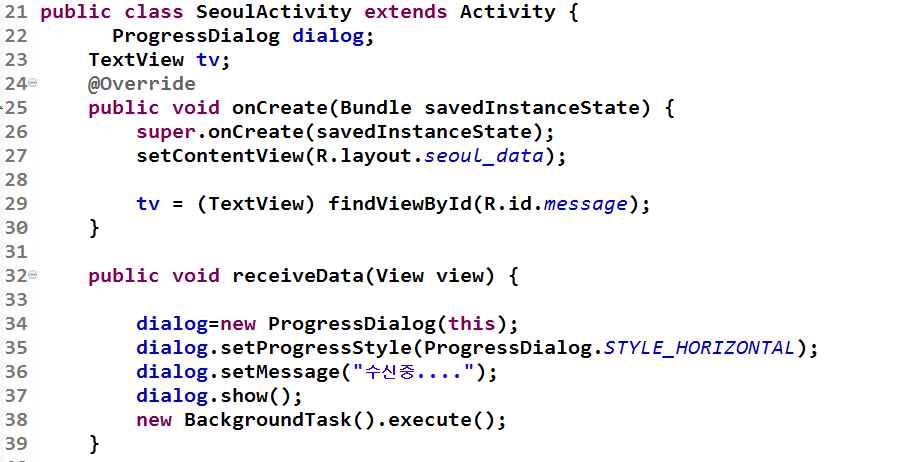 21 public class SeoulActivity extends Activity {
22 ProgressDialog dialog;
23 TextView tv;
24 @Override
25 public void onCreate(Bundle savedInstanceState) {
26 super.onCreate(savedInstanceState);
27 setContentView(R.layout.seoul_data);
28
29 tv = (TextView) findViewById(R.id.message);
30 }
31
32 public void receiveData(View view) {
33
34 dialog=new ProgressDialog(this);
35 dialog.setProgressStyle(ProgressDialog.STYLE_HORIZONTAL);
36 dialog.setMessage("수신중....");
37 dialog.show();
38 new BackgroundTask().execute();
39 }